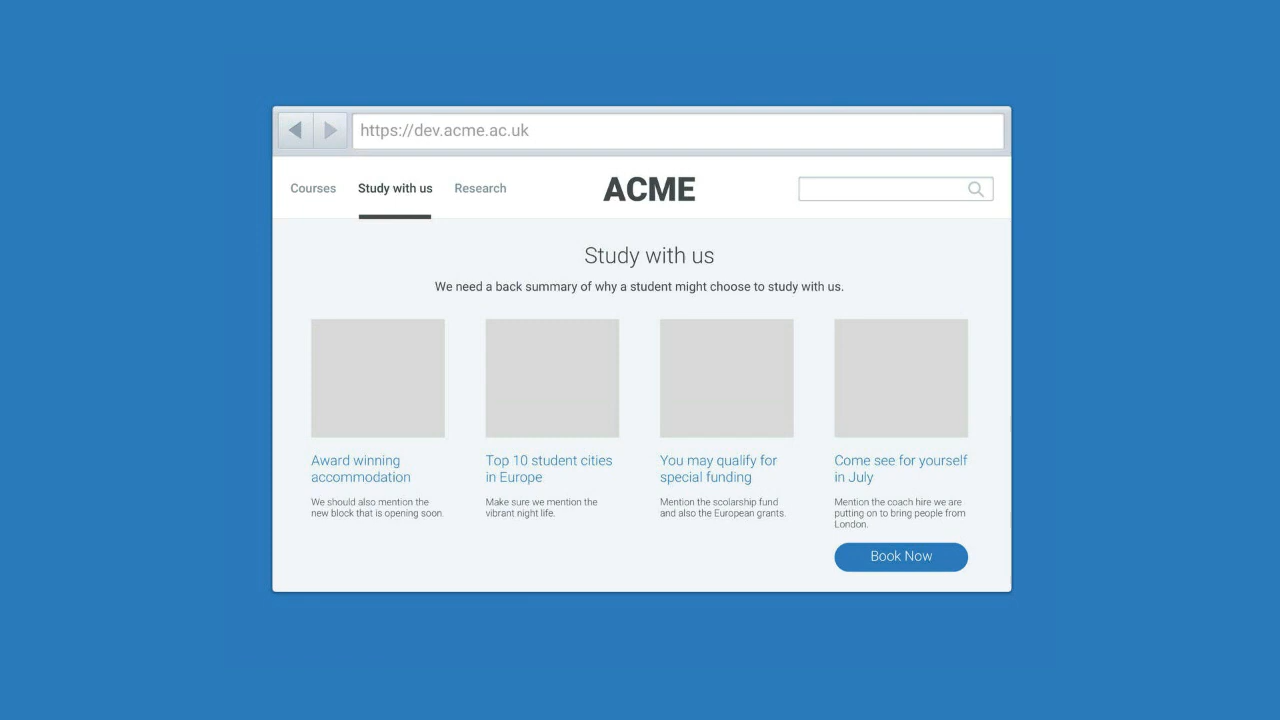 https://dev.acme.ac.uk
Courses
Study with us
Research
ACME
Study with us
We need a back summary of why a student might choose to study with us.
Award winning
accommodation
We should also mention the
new block that is opening soon.
Top 10 student cities
in Europe
Make sure we mention the
vibrant night life.
You may qualify for
special funding
Mention the scolarship fund
and also the European grants.
Come see for yourself
in July
Mention the coach hire we are
putting on to bring people from
London.
Book Now